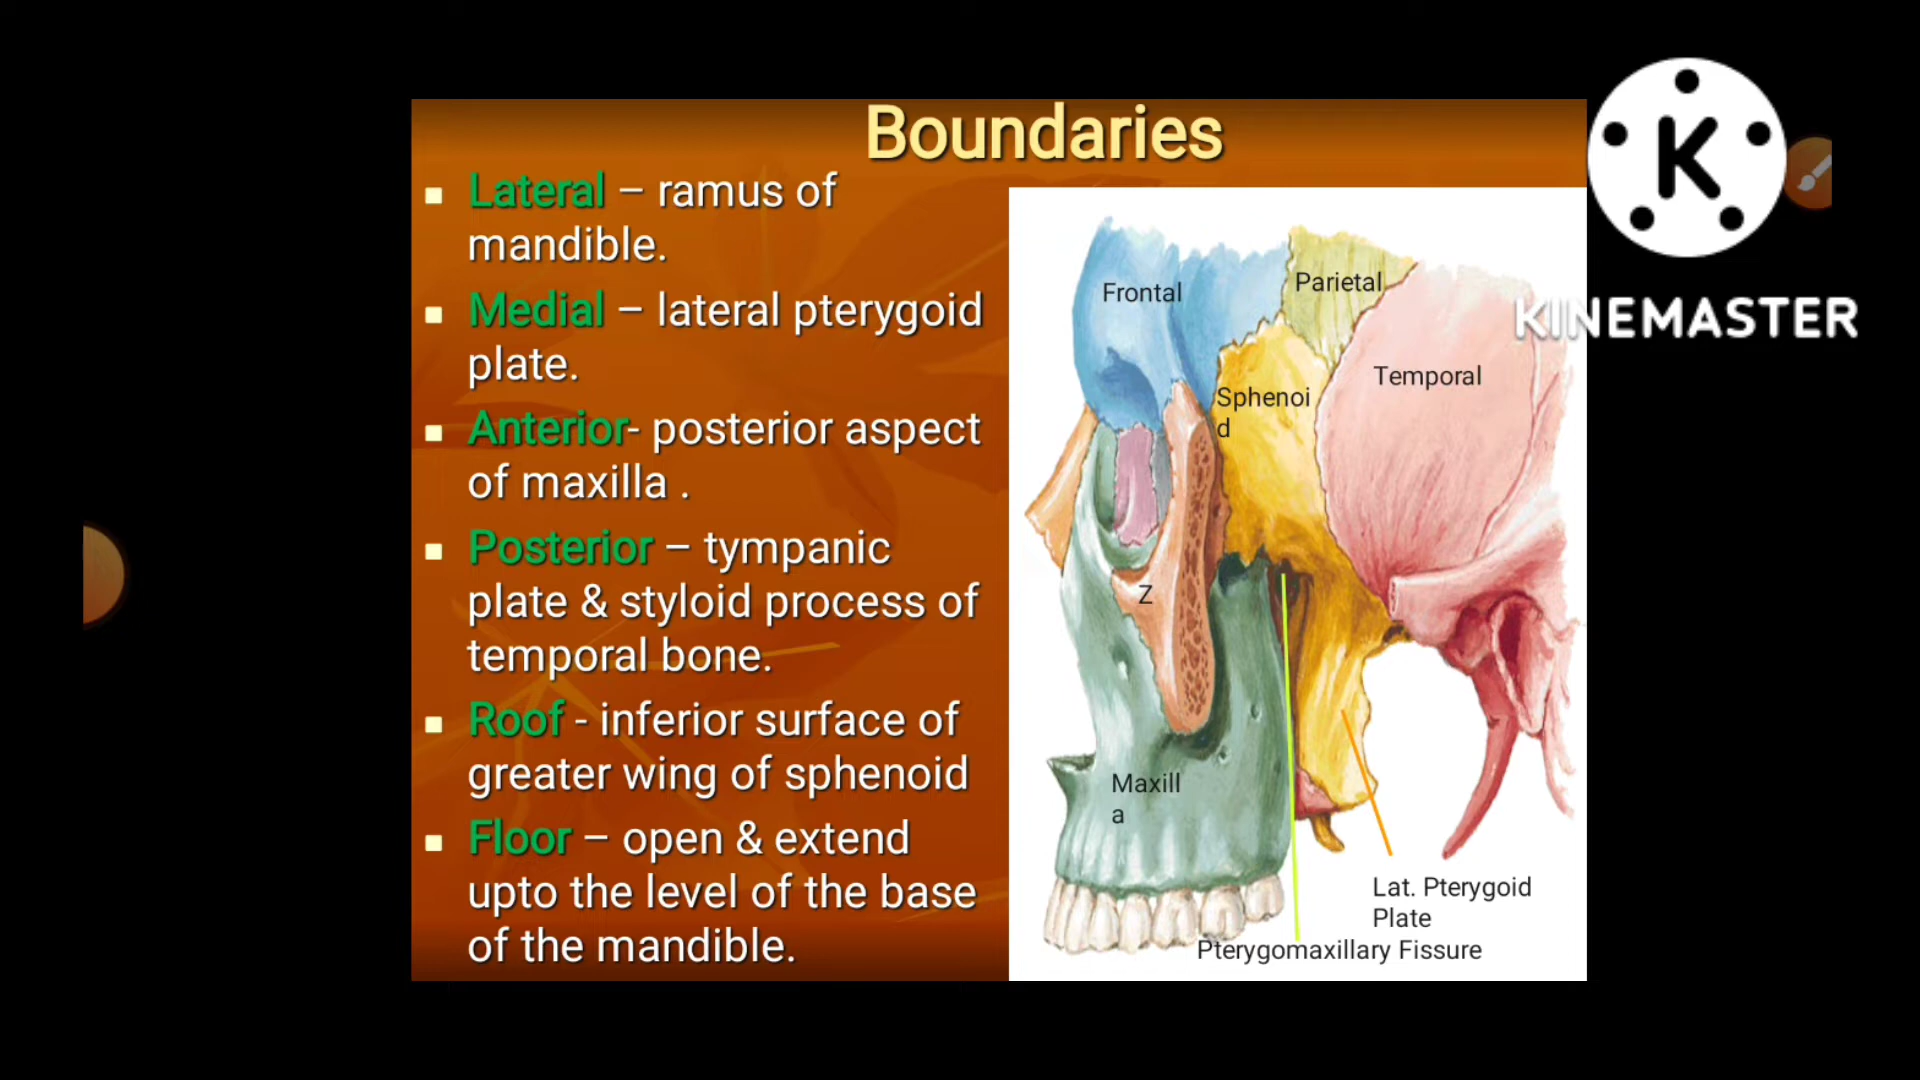 Boundaries
Lateral – ramus of
mandible.
Medial – lateral pterygoid
plate.
Anterior- posterior aspect
of maxilla .
Posterior – tympanic
plate & styloid process of
temporal bone.
Roof - inferior surface of
greater wing of sphenoid
Floor – open & extend
upto the level of the base
of the mandible.
Frontal
Parietal
Temporal
Sphenoi
d
Z
Maxill
a
Lat. Pterygoid
Plate
Pterygomaxillary Fissure
K
KINEMASTER